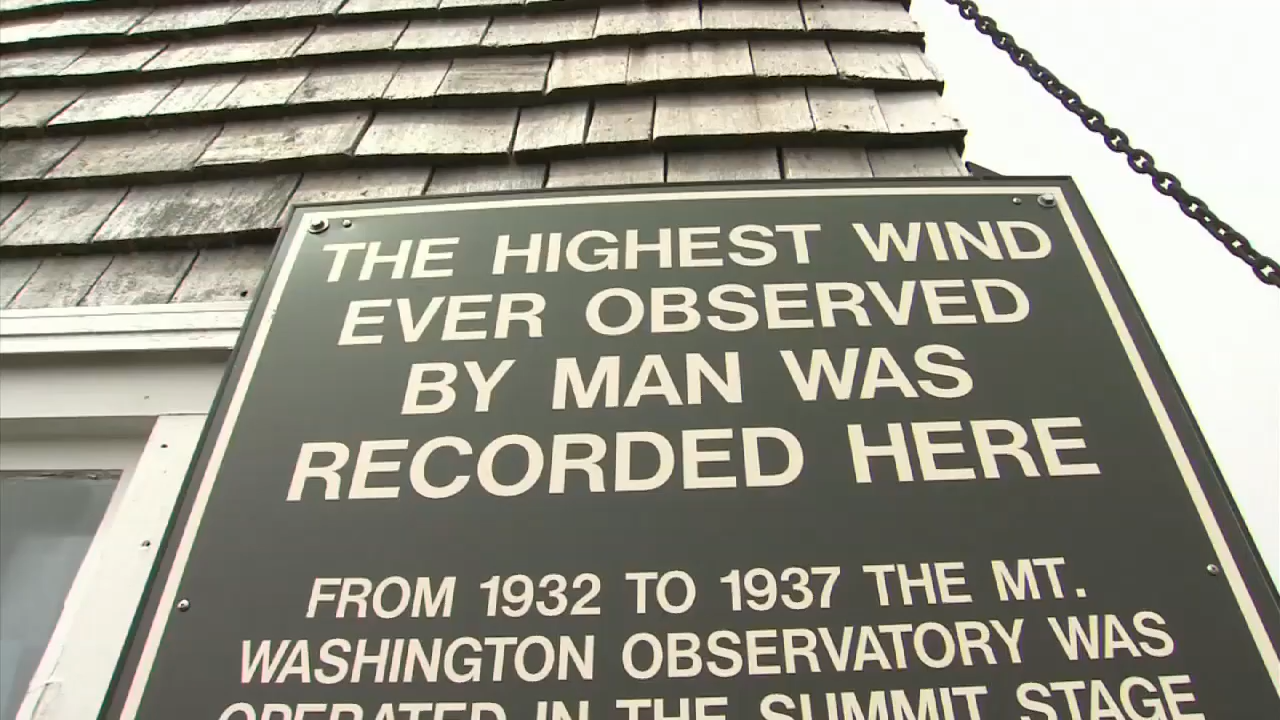 THE HIGHEST WIND
EVER OBSERVED
BY MAN WAS
RECORDED HERE
FROM 1932 TO 1937 THE MT.
WASHINGTON OBSERVATORY WAS
OPERATED IN THE SUMMIT STAGE